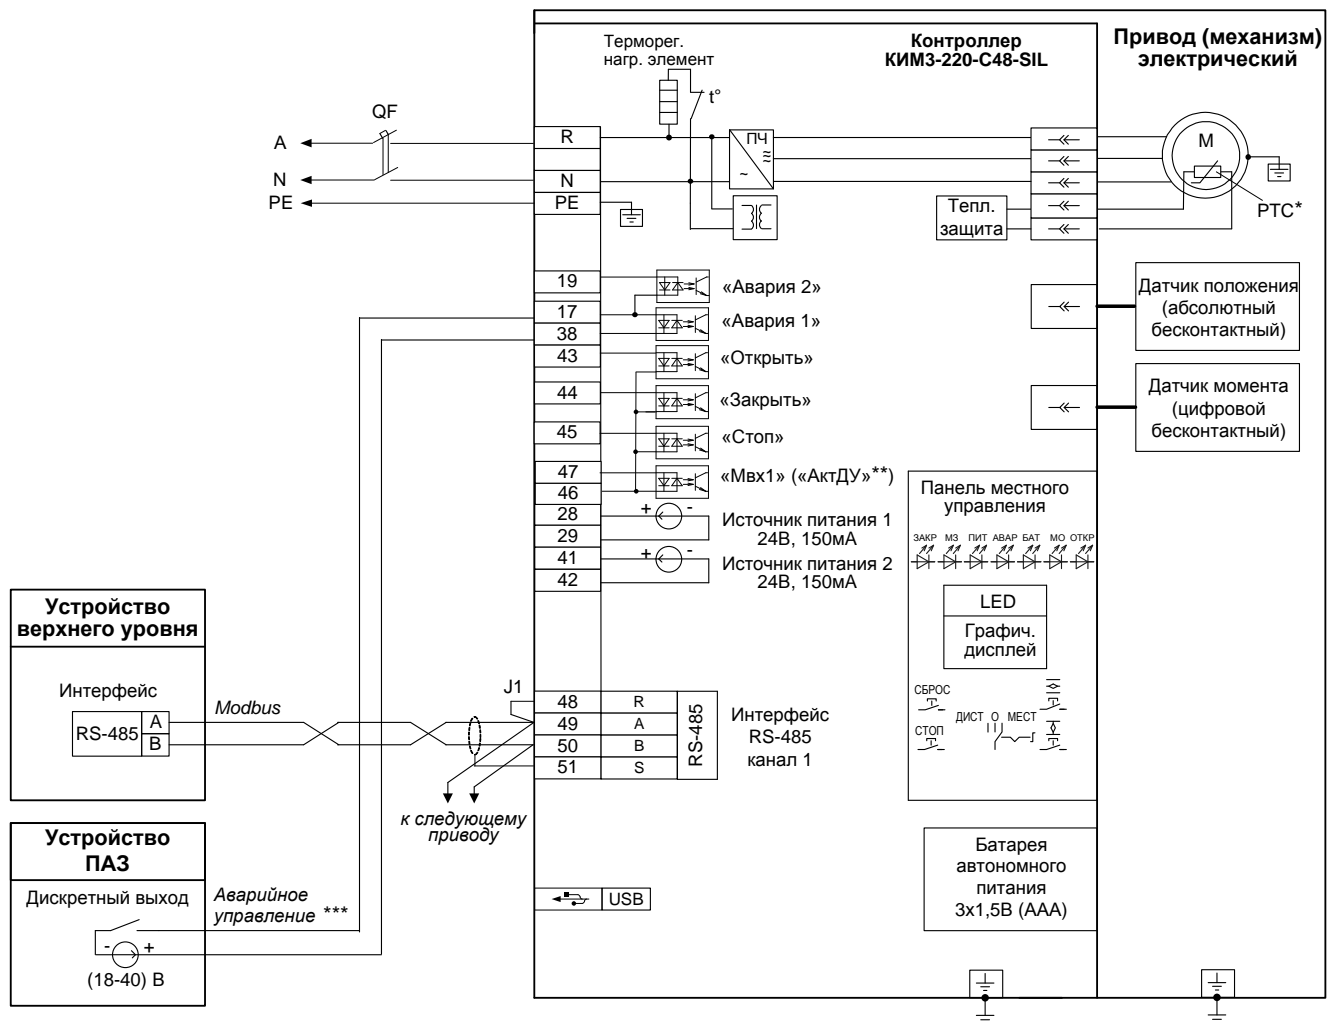 Контроллер
КИМ3-220-С48-SIL
Привод (механизм)
электрический
Терморег.
нагр. элемент
t°
QF
A
N
PE
R
N
PE
ПЧ
≈
~
M
PTC*
Тепл.
защита
19
17
38
43
44
45
47
46
28
29
41
42
«Авария 2»
«Авария 1»
«Открыть»
«Закрыть»
«Стоп»
«Мвх1» («АктДУ»**)
+ -
Источник питания 1
24В, 150мА
+ -
Источник питания 2
24В, 150мА
Датчик положения
(абсолютный
бесконтактный)
Датчик момента
(цифровой
бесконтактный)
Панель местного
управления
ЗАКР МЗ ПИТ АВАР БАТ МО ОТКР
LED
Графич.
дисплей
СБРОС
СТОП
ДИСТ О МЕСТ
Устройство
верхнего уровня
Интерфейс
RS-485
A
B
Modbus
J1
48 R
49 A
50 B
51 S
RS-485
Интерфейс
RS-485
канал 1
к следующему
приводу
Устройство
ПАЗ
Дискретный выход
- +
(18-40) В
Аварийное
управление ***
USB
Батарея
автономного
питания
3х1,5В (ААА)